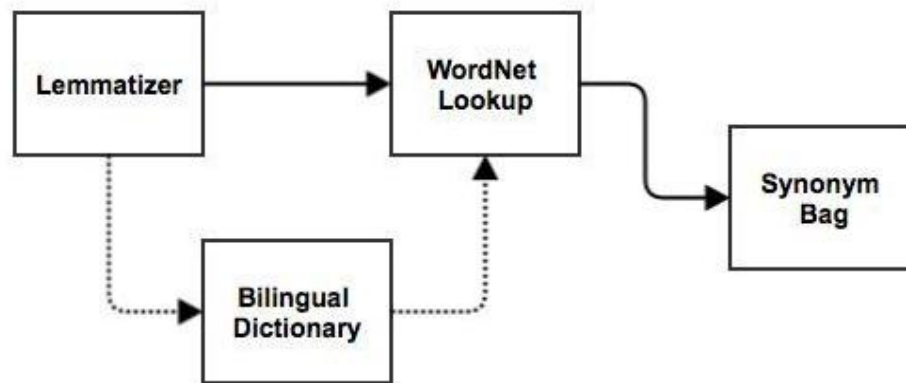 Lemmatizer
WordNet
Lookup
Synonym
Bag
Bilingual
Dictionary